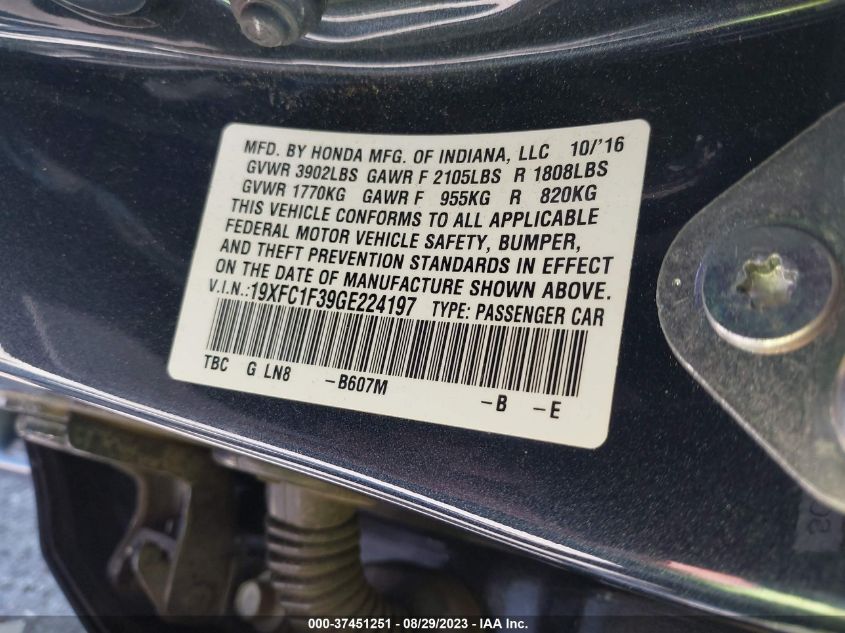 MFD. BY HONDA MFG. OF INDIANA, LLC 10/'16
GVWR 3902LBS GAWR F 2105LBS R 1808LBS
GVWR 1770KG GAWR F 955KG R 820KG
THIS VEHICLE CONFORMS TO ALL APPLICABLE
FEDERAL MOTOR VEHICLE SAFETY, BUMPER,
AND THEFT PREVENTION STANDARDS IN EFFECT
ON THE DATE OF MANUFACTURE SHOWN ABOVE.
V.I.N.:19XFC1F39GE224197 TYPE: PASSENGER CAR
TBC G LN8 -B607M -B -E
000-37451251 / 08/29/2023 - IAA Inc.